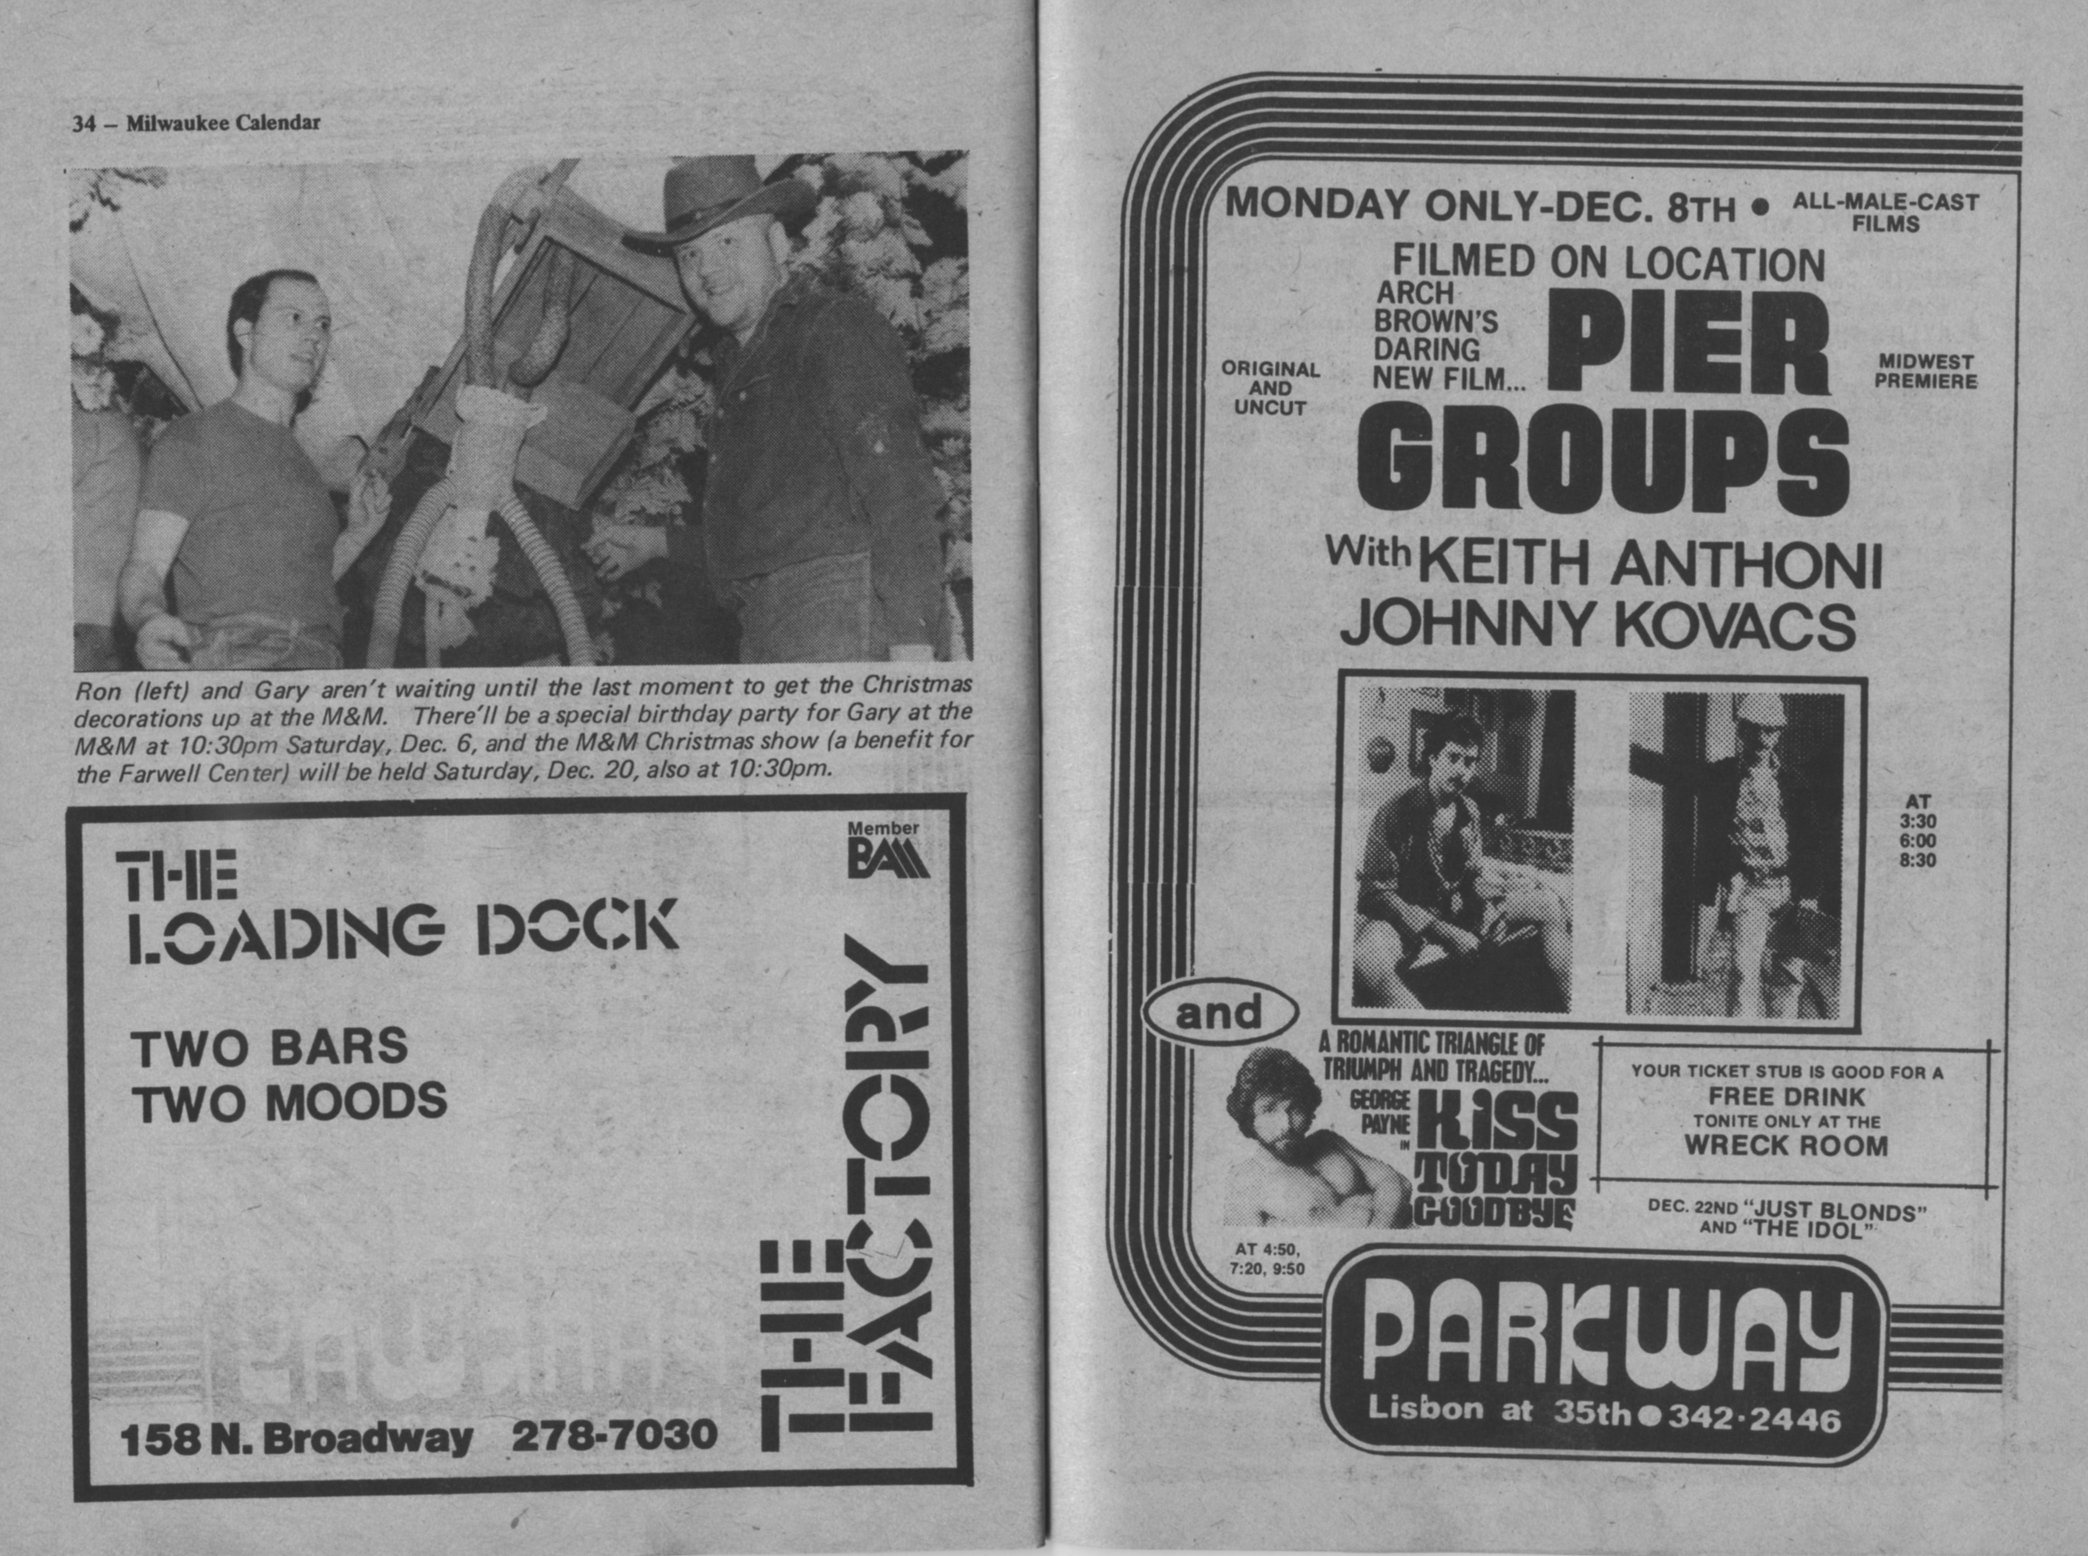 34 — Milwaukee Calendar
Ron (left) and Gary aren't waiting until the last moment to get the Christmas
decorations up at the M&M. There'll be a special birthday party for Gary at the
M&M at 10:30pm Saturday, Dec. 6, and the M&M Christmas show (a benefit for
the Farwell Center) will be held Saturday, Dec. 20, also at 10:30pm.
Member
BAM
THE
LOADING DOCK
TWO BARS
TWO MOODS
THE
FACTORY
158 N. Broadway 278-7030
MONDAY ONLY-DEC. 8TH • ALL-MALE-CAST
FILMS
FILMED ON LOCATION
ARCH
BROWN'S
DARING
NEW FILM...
PIER
GROUPS
ORIGINAL
AND
UNCUT
MIDWEST
PREMIERE
With KEITH ANTHONI
JOHNNY KOVACS
AT
3:30
6:00
8:30
and
A ROMANTIC TRIANGLE OF
TRIUMPH AND TRAGEDY...
GEORGE
PAYNE
IN
KISS
TODAY
GOODBYE
AT 4:50,
7:20, 9:50
YOUR TICKET STUB IS GOOD FOR A
FREE DRINK
TONITE ONLY AT THE
WRECK ROOM
DEC. 22ND "JUST BLONDS"
AND "THE IDOL"
PARKWAY
Lisbon at 35th • 342·2446